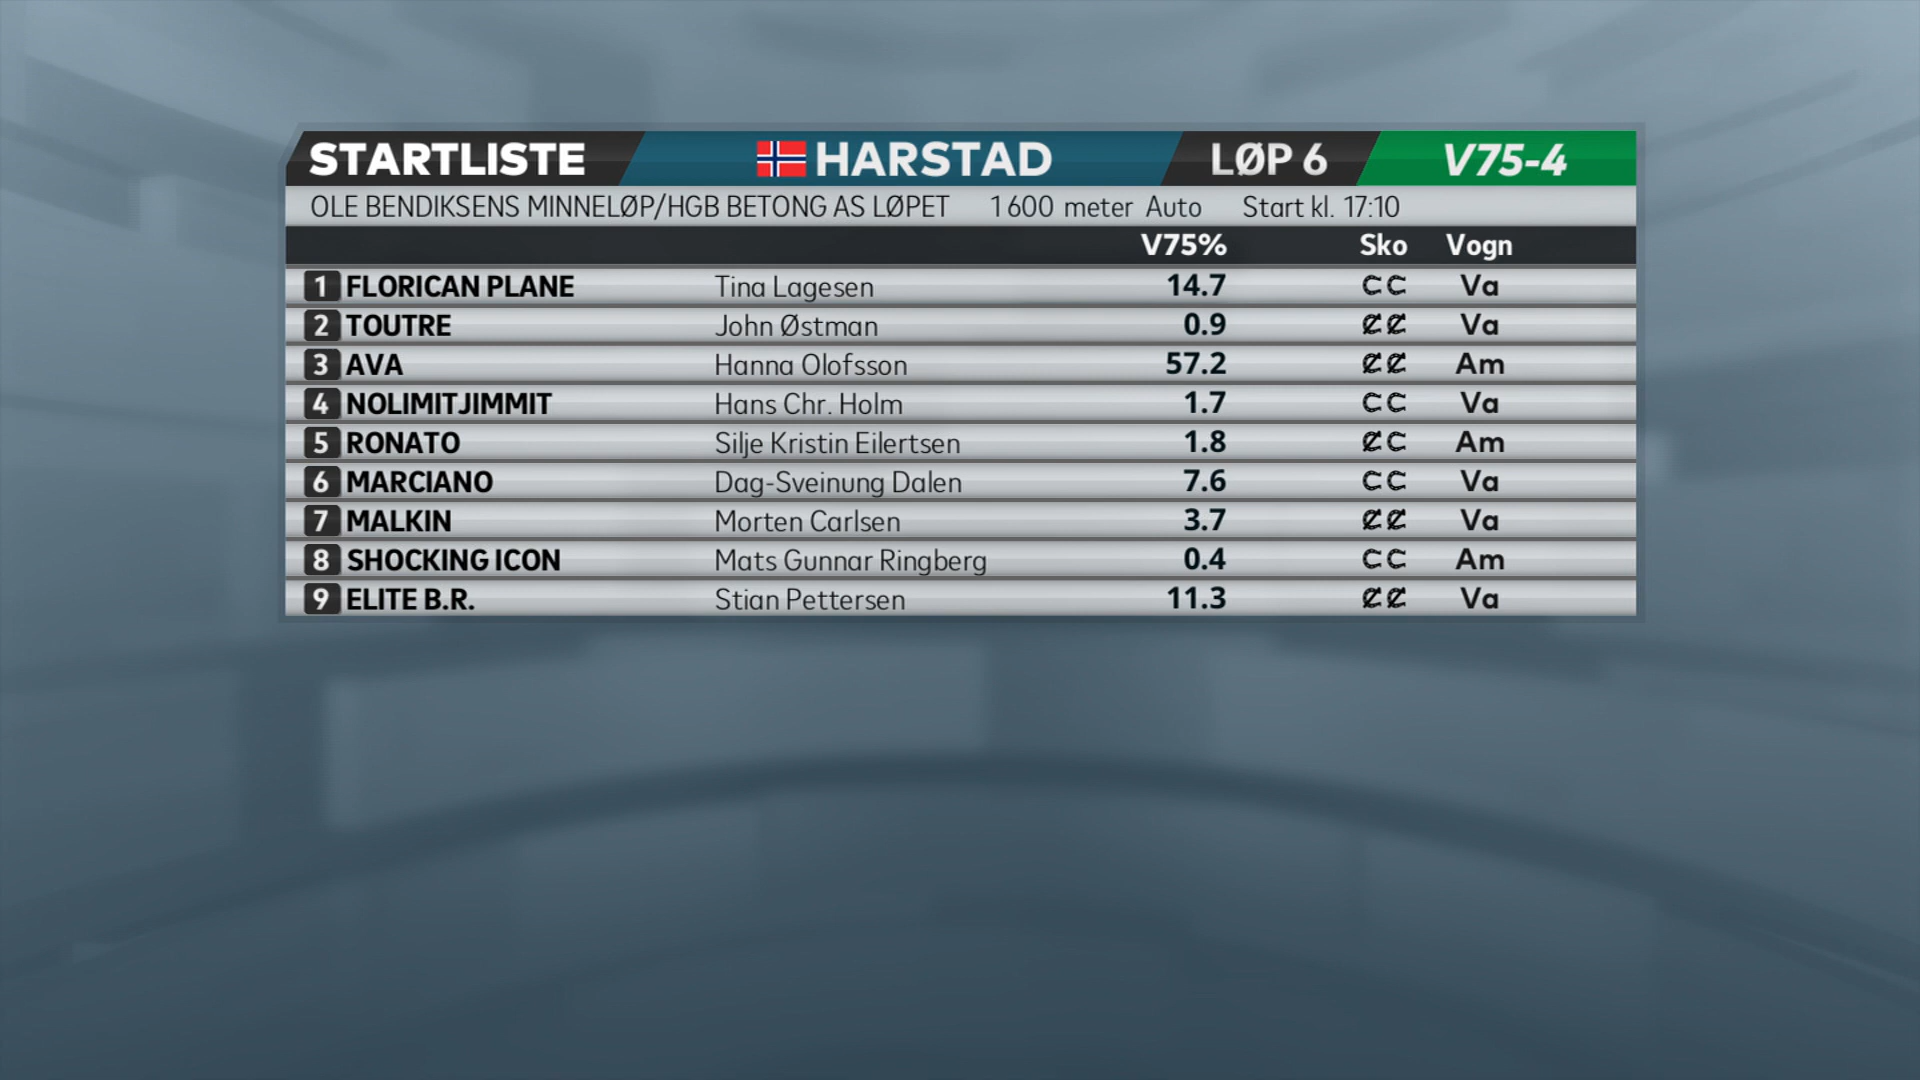 STARTLISTE HARSTAD LØP 6 V75-4
OLE BENDIKSENS MINNELØP/HGB BETONG AS LØPET 1600 meter Auto Start kl. 17:10
V75% Sko Vogn
1 FLORICAN PLANE Tina Lagesen 14.7 Va
2 TOUTRE John Østman 0.9 Va
3 AVA Hanna Olofsson 57.2 Am
4 NOLIMITJIMMIT Hans Chr. Holm 1.7 Va
5 RONATO Silje Kristin Eilertsen 1.8 Am
6 MARCIANO Dag-Sveinung Dalen 7.6 Va
7 MALKIN Morten Carlsen 3.7 Va
8 SHOCKING ICON Mats Gunnar Ringberg 0.4 Am
9 ELITE B.R. Stian Pettersen 11.3 Va